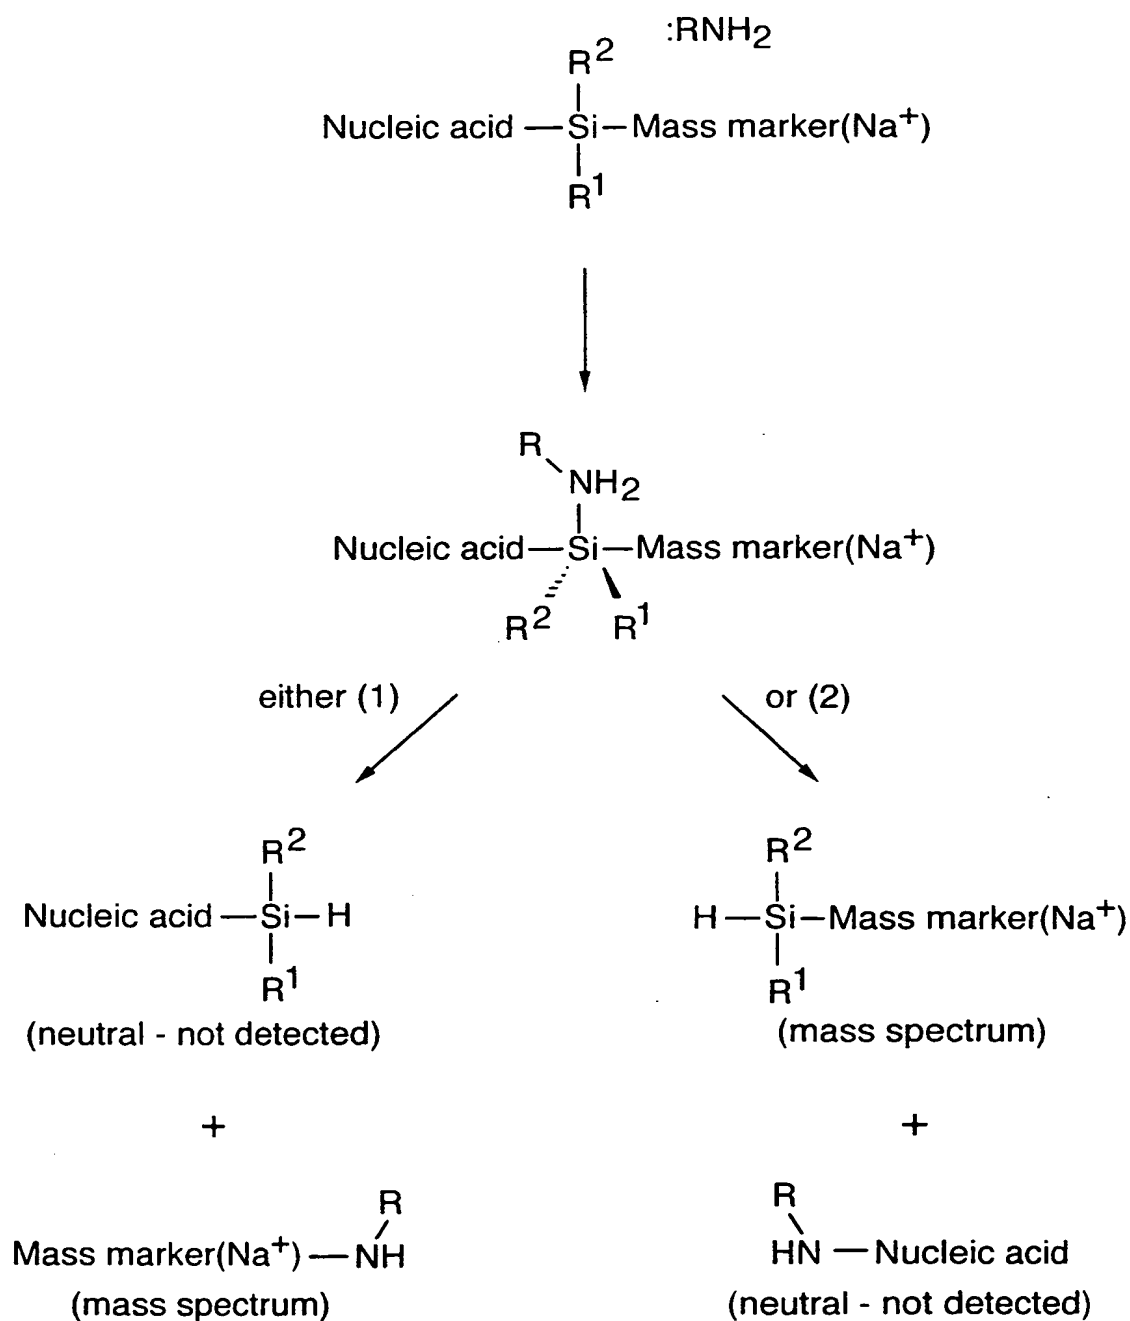 :RNH2
R2
Nucleic acid—Si—Mass marker(Na+)
R1
R
NH2
Nucleic acid—Si—Mass marker(Na+)
R2 R1
either (1) or (2)
R2 R2
Nucleic acid—Si—H H—Si—Mass marker(Na+)
R1 R1
(neutral - not detected) (mass spectrum)
+ +
R R
Mass marker(Na+)—NH HN—Nucleic acid
(mass spectrum) (neutral - not detected)